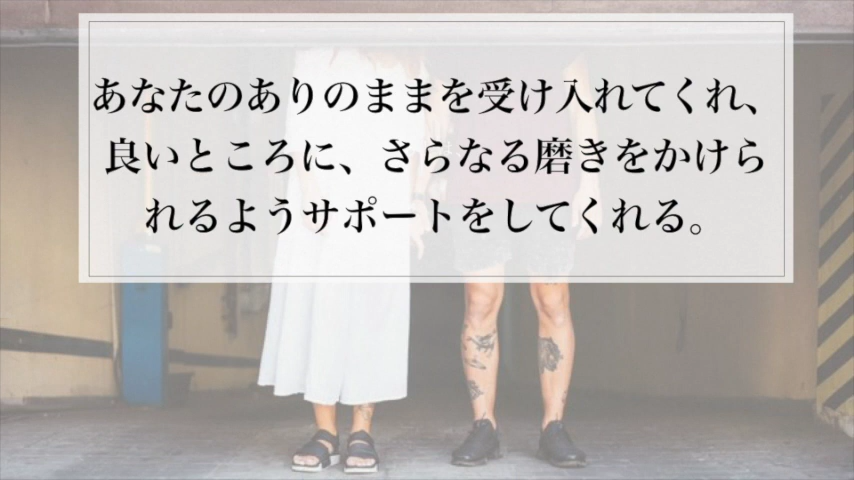 あなたのありのままを受け入れてくれ、
良いところに、さらなる磨きをかけら
れるようサポートをしてくれる。